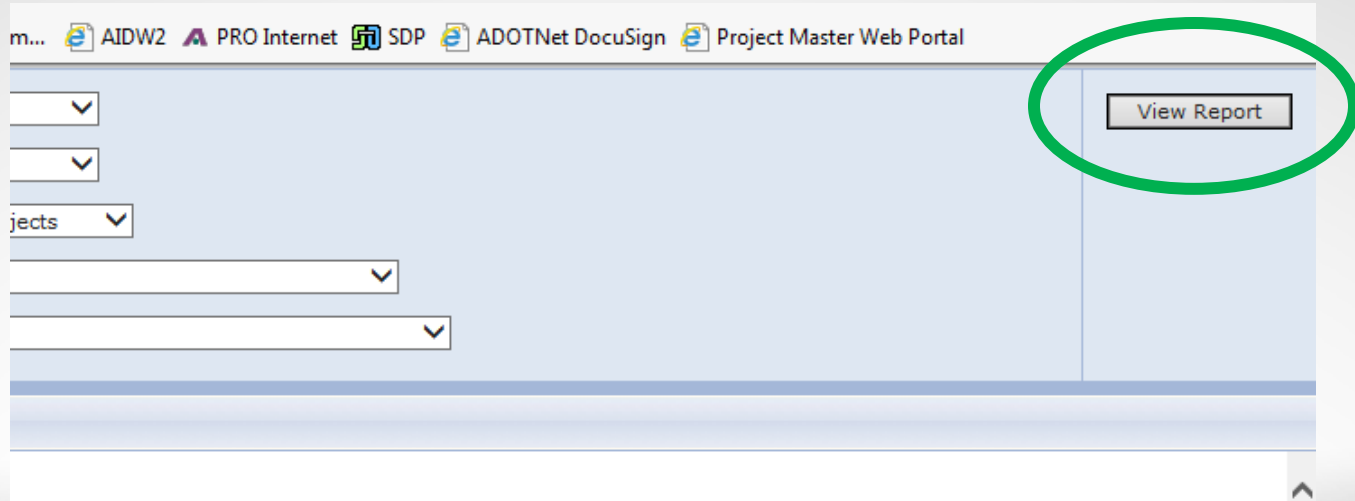 m... AIDW2 PRO Internet SDP ADOTNet DocuSign Project Master Web Portal
View Report
jects